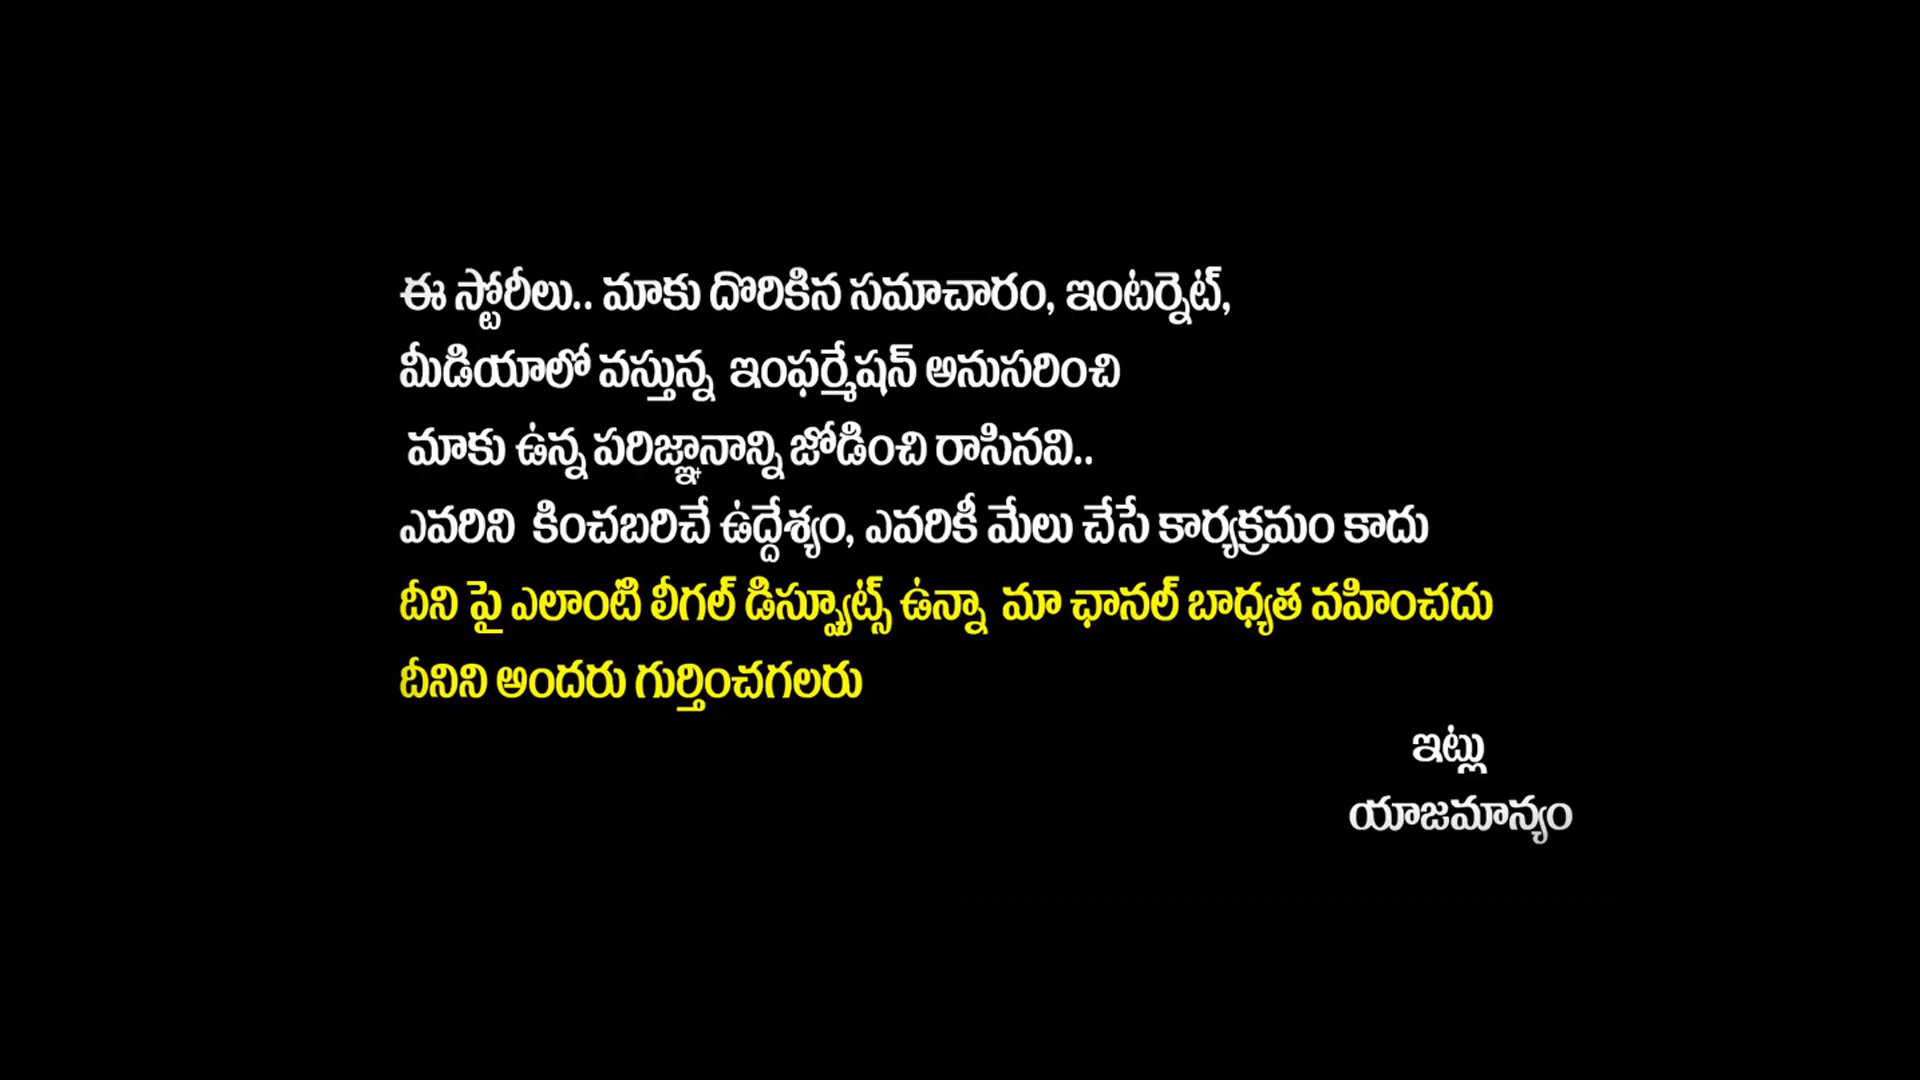 ఈ స్టోరీలు.. మాకు దొరికిన సమాచారం, ఇంటర్నెట్,
మీడియాలో వస్తున్న ఇంఫర్మేషన్ అనుసరించి
మాకు ఉన్న పరిజ్ఞానాన్ని జోడించి రాసినవి..
ఎవరిని కించబరిచే ఉద్దేశ్యం, ఎవరికీ మేలు చేసే కార్యక్రమం కాదు
దీని పై ఎలాంటి లీగల్ డిస్ప్యూట్స్ ఉన్నా మా ఛానల్ బాధ్యత వహించదు
దీనిని అందరు గుర్తించగలరు
ఇట్లు
యాజమాన్యం